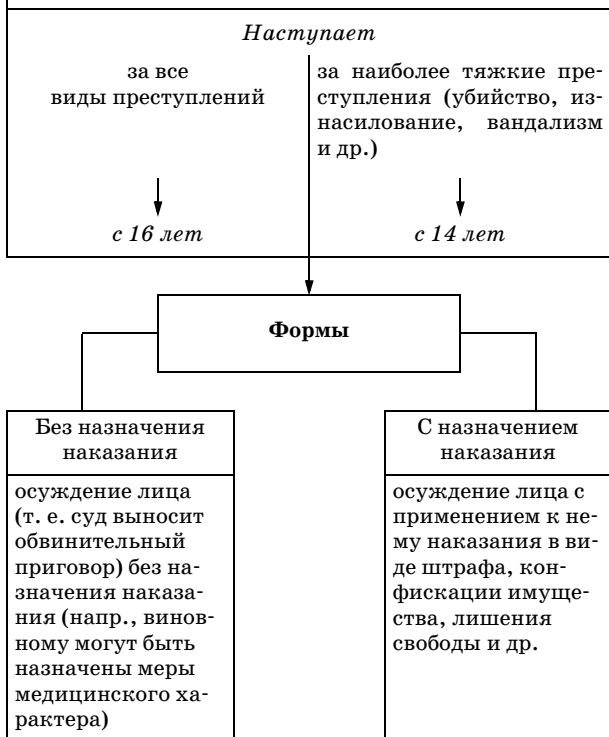 Наступает
за все
виды преступлений
за наиболее тяжкие пре-
ступления (убийство, из-
насилование, вандализм
и др.)
с 16 лет
с 14 лет
Формы
Без назначения
наказания
осуждение лица
(т. е. суд выносит
обвинительный
приговор) без на-
значения наказа-
ния (напр., винов-
ному могут быть
назначены меры
медицинского ха-
рактера)
С назначением
наказания
осуждение лица с
применением к не-
му наказания в ви-
де штрафа, кон-
фискации имуще-
ства, лишения
свободы и др.